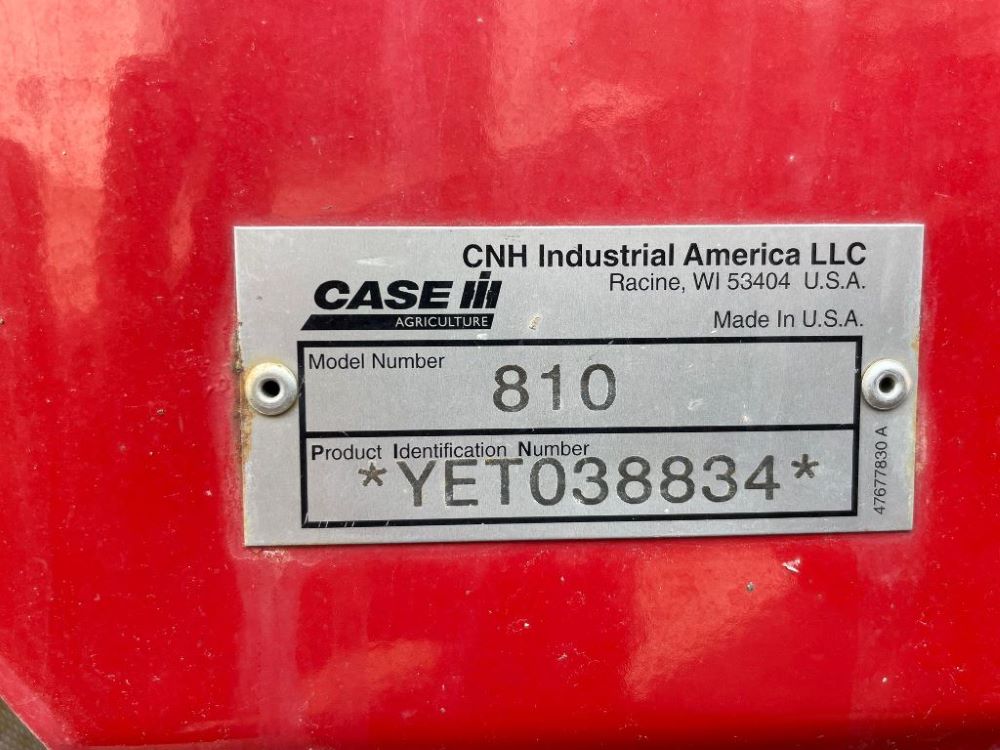 CNH Industrial America LLC
Racine, WI 53404 U.S.A.
CASE IH
AGRICULTURE
Made In U.S.A.
Model Number
810
Product Identification Number
*YET038834*
47677830 A